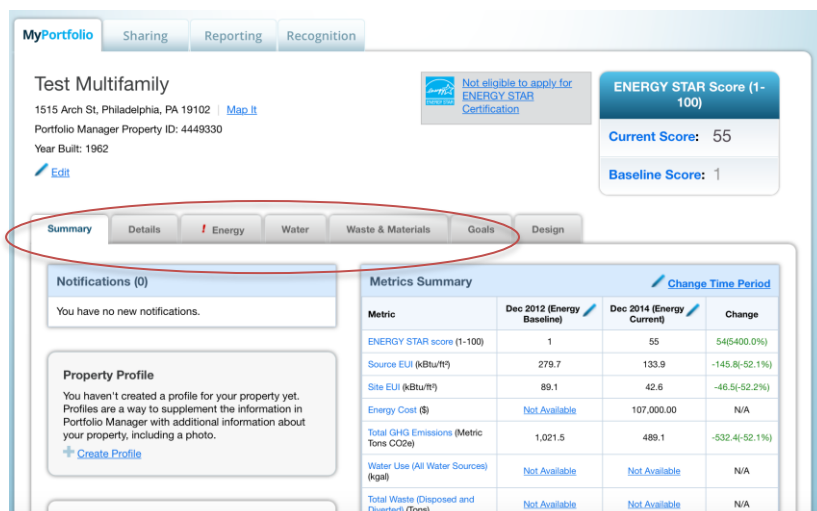 MyPortfolio Sharing Reporting Recognition
Test Multifamily
1515 Arch St, Philadelphia, PA 19102 | Map It
Portfolio Manager Property ID: 4449330
Year Built: 1962
Edit
ENERGY STAR
Not eligible to apply for
ENERGY STAR
Certification
ENERGY STAR Score (1-
100)
Current Score: 55
Baseline Score: 1
Summary Details ! Energy Water Waste & Materials Goals Design
Notifications (0)
You have no new notifications.
Property Profile
You haven't created a profile for your property yet.
Profiles are a way to supplement the information in
Portfolio Manager with additional information about
your property, including a photo.
Create Profile
Metrics Summary Change Time Period
Metric Dec 2012 (Energy Baseline) Dec 2014 (Energy Current) Change
ENERGY STAR score (1-100) 1 55 54(5400.0%)
Source EUI (kBtu/ft²) 279.7 133.9 -145.8(-52.1%)
Site EUI (kBtu/ft²) 89.1 42.6 -46.5(-52.2%)
Energy Cost ($) Not Available 107,000.00 N/A
Total GHG Emissions (Metric
Tons CO2e) 1,021.5 489.1 -532.4(-52.1%)
Water Use (All Water Sources)
(kgal) Not Available Not Available N/A
Total Waste (Disposed and
Diverted) (Tons) Not Available Not Available N/A